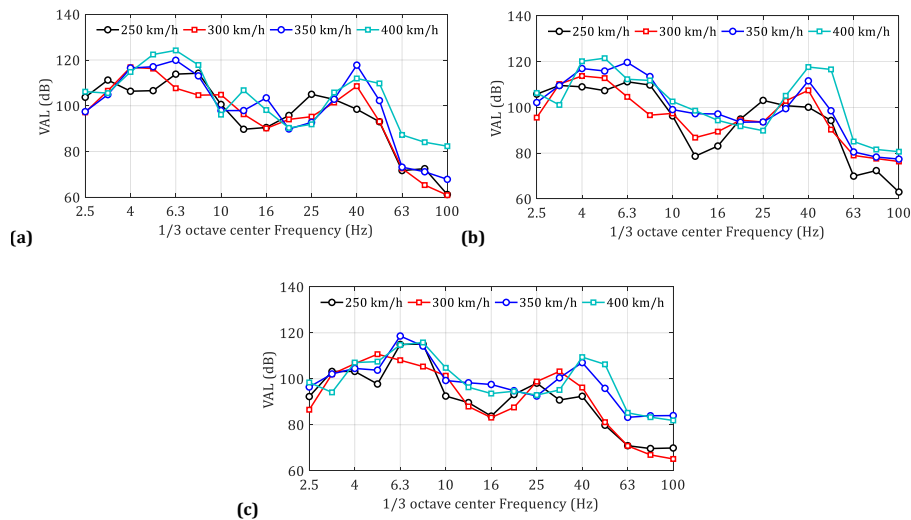 140
120
100
80
60
VAL (dB)
250 km/h 300 km/h 350 km/h 400 km/h
2.5 4 6.3 10 16 25 40 63 100
1/3 octave center Frequency (Hz)
(a)
140
120
100
80
60
VAL (dB)
250 km/h 300 km/h 350 km/h 400 km/h
2.5 4 6.3 10 16 25 40 63 100
1/3 octave center Frequency (Hz)
(b)
140
120
100
80
60
VAL (dB)
250 km/h 300 km/h 350 km/h 400 km/h
2.5 4 6.3 10 16 25 40 63 100
1/3 octave center Frequency (Hz)
(c)